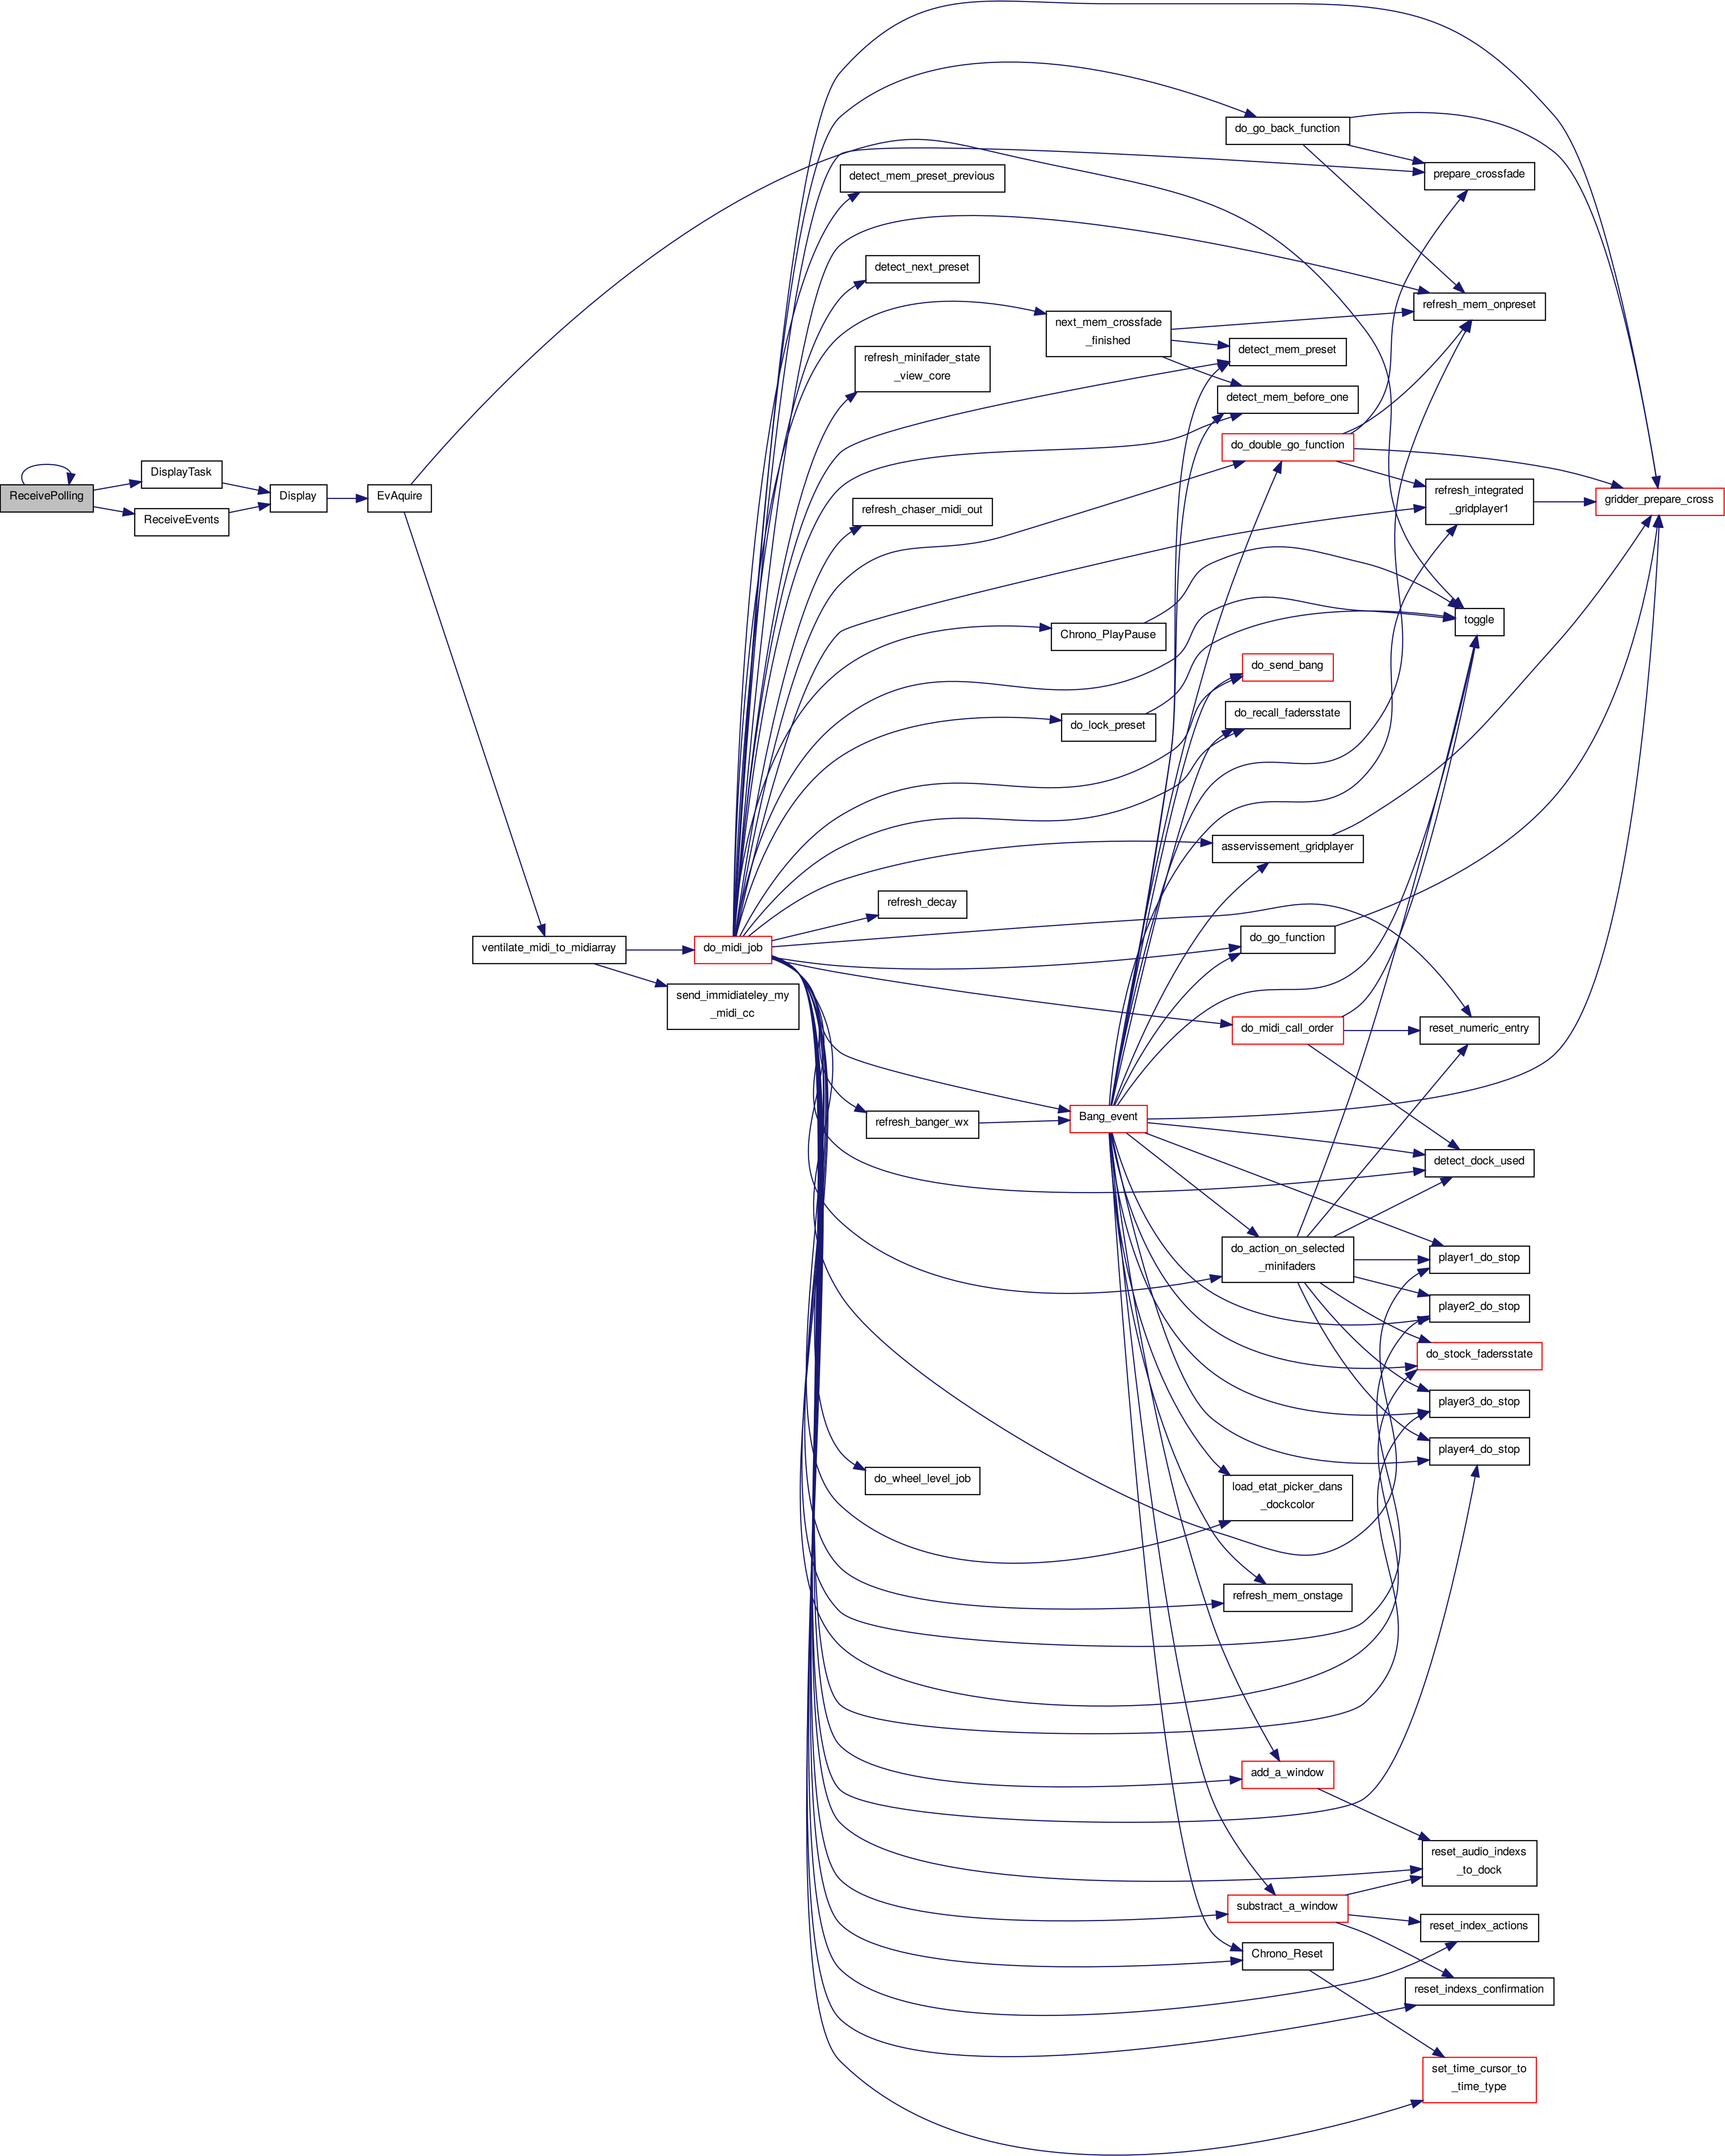 do_go_back_function
prepare_crossfade
detect_mem_preset_previous
detect_next_preset
refresh_mem_onpreset
next_mem_crossfade
_finished
detect_mem_preset
refresh_minifader_state
_view_core
detect_mem_before_one
do_double_go_function
DisplayTask
ReceivePolling
Display
EvAquire
ReceiveEvents
refresh_integrated
_gridplayer1
gridder_prepare_cross
refresh_chaser_midi_out
toggle
Chrono_PlayPause
do_send_bang
do_recall_fadersstate
do_lock_preset
asservissement_gridplayer
refresh_decay
do_go_function
ventilate_midi_to_midiarray
do_midi_job
send_immidiateley_my
_midi_cc
do_midi_call_order
reset_numeric_entry
Bang_event
refresh_banger_wx
detect_dock_used
do_action_on_selected
_minifaders
player1_do_stop
player2_do_stop
do_stock_fadersstate
player3_do_stop
player4_do_stop
do_wheel_level_job
load_etat_picker_dans
_dockcolor
refresh_mem_onstage
add_a_window
reset_audio_indexs
_to_dock
substract_a_window
reset_index_actions
Chrono_Reset
reset_indexs_confirmation
set_time_cursor_to
_time_type